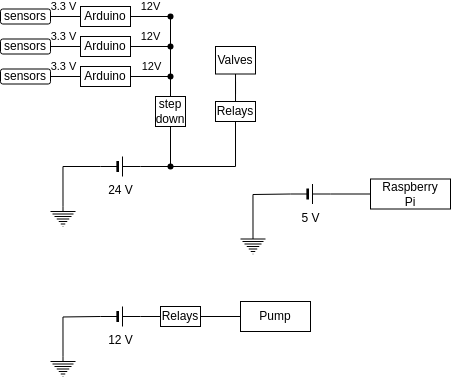 sensors 3.3 V Arduino 12V
sensors 3.3 V Arduino 12V
sensors 3.3 V Arduino 12V
Valves
step
down
Relays
24 V
Raspberry
Pi
5 V
Relays
Pump
12 V